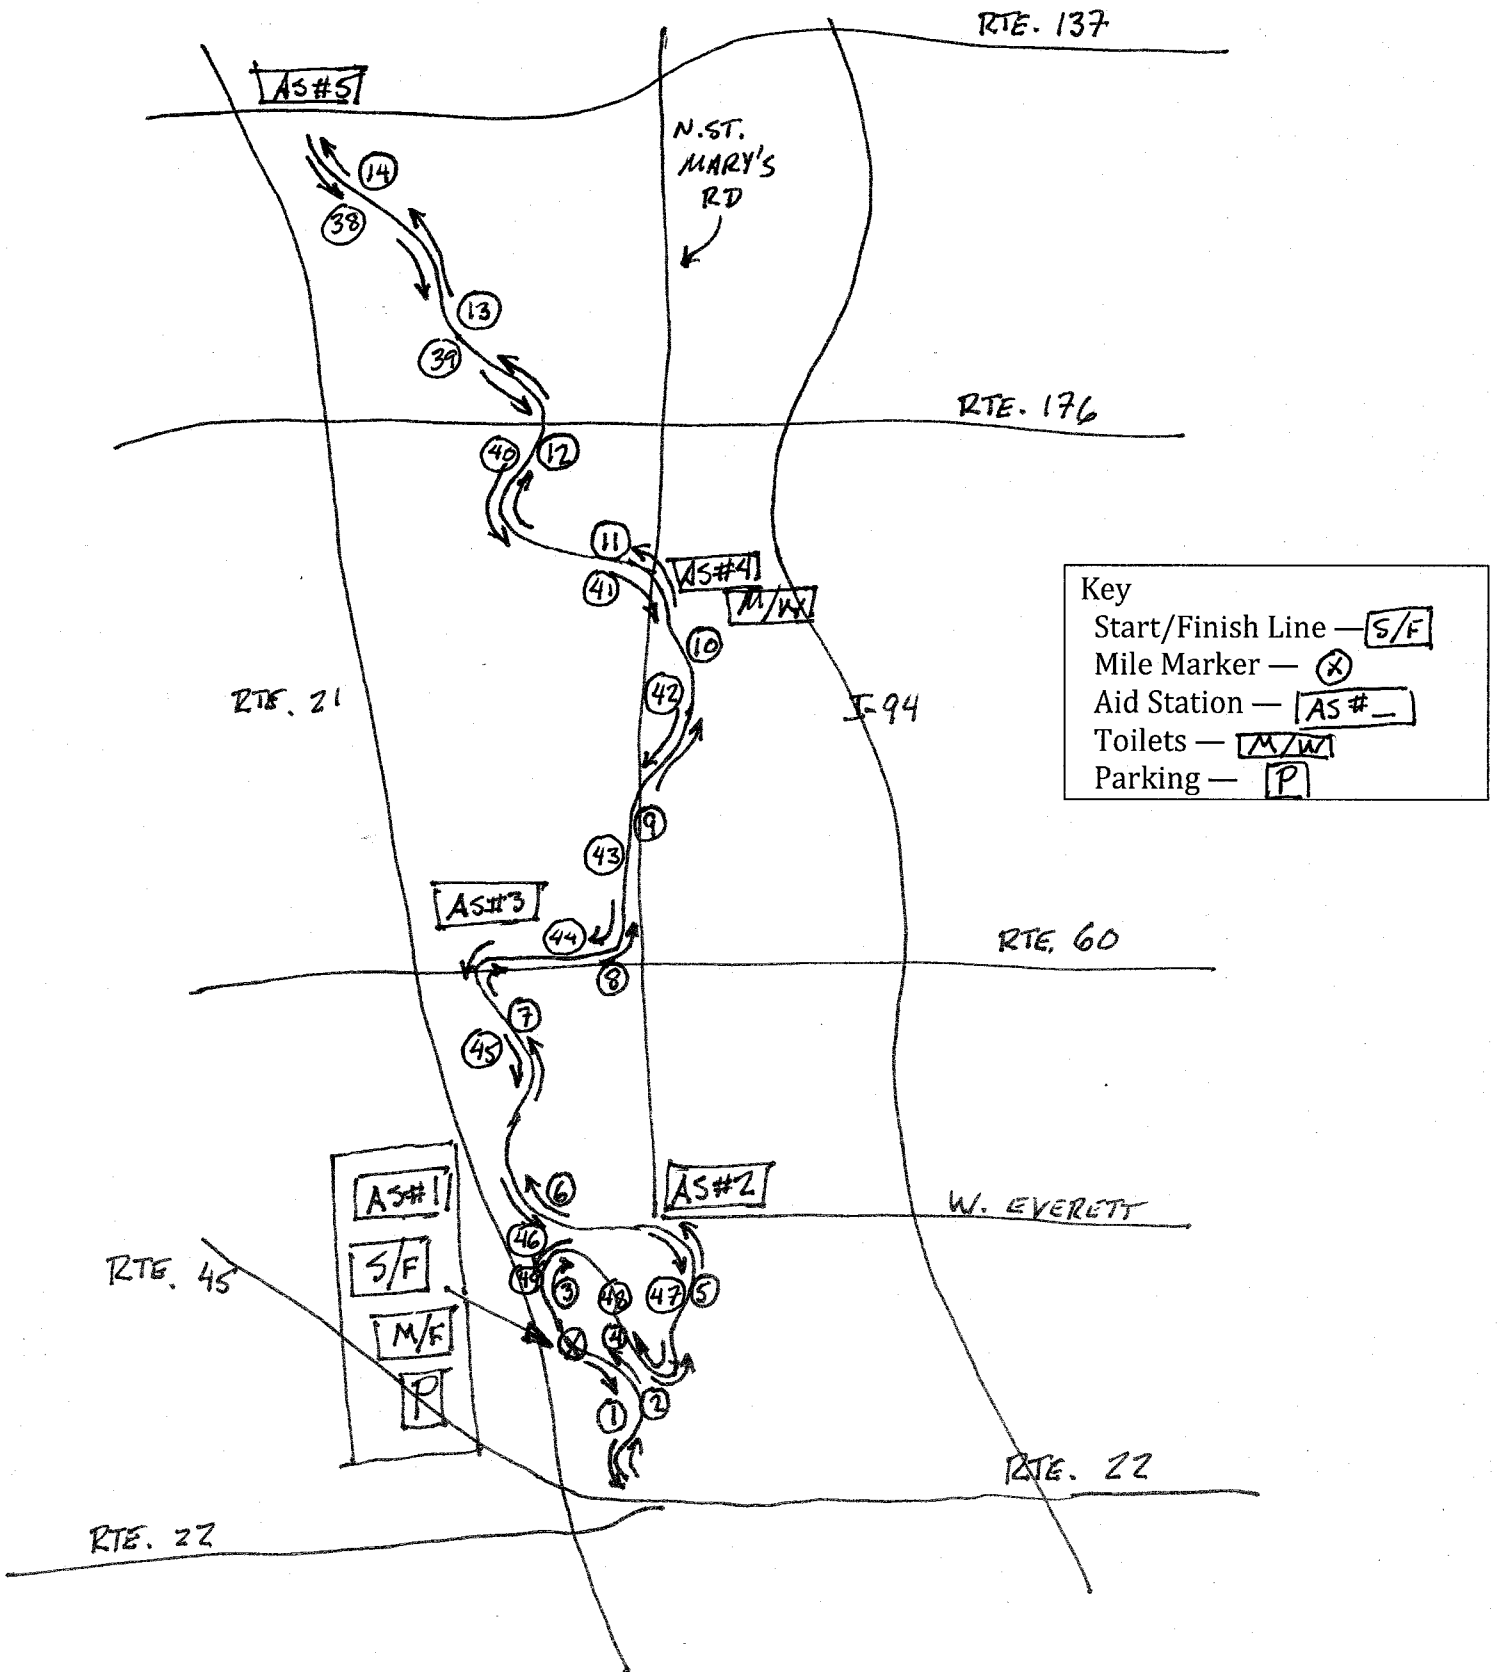 RTE. 137
AS#5
N. ST.
MARY'S
RD
14
38
13
39
RTE. 176
40
12
11
41
AS#4
M/W
10
42
Key
Start/Finish Line — S/F
Mile Marker — X
Aid Station — AS # _
Toilets — M/W
Parking — P
RTE. 21
I-94
9
43
AS#3
44
RTE. 60
8
7
45
AS#1
S/F
M/F
P
6
AS#2
W. EVERETT
46
49
3
48
47
5
RTE. 45
X
4
1
2
RTE. 22
RTE. 22